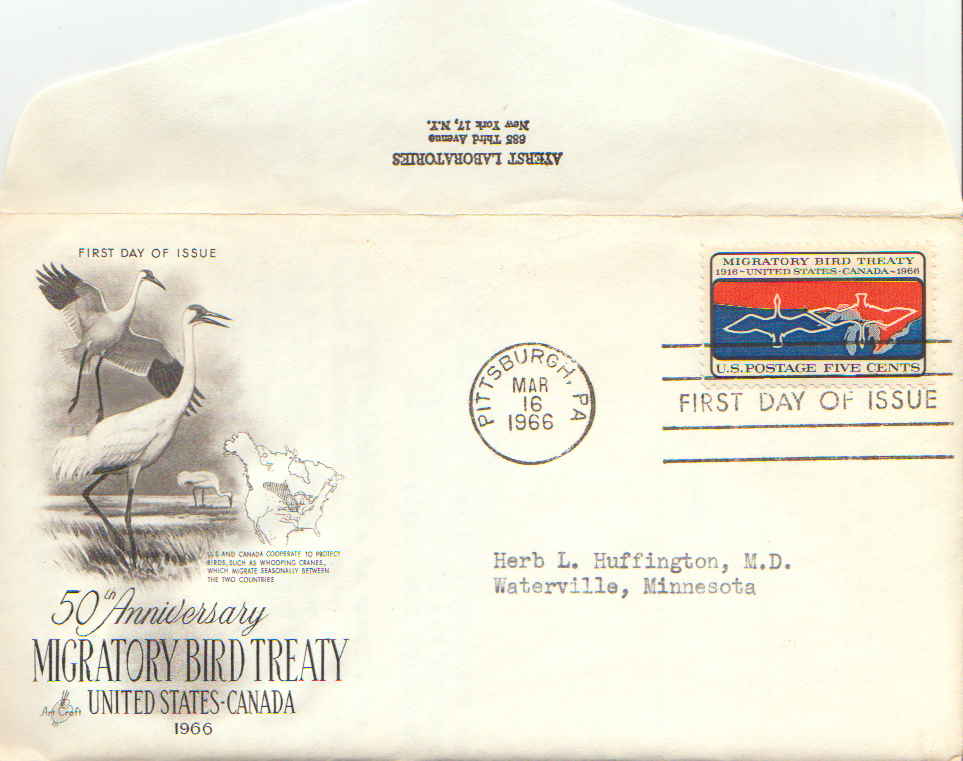 AYERST LABORATORIES
685 Third Avenue
New York 17, N.Y.
FIRST DAY OF ISSUE
MIGRATORY BIRD TREATY
1916~UNITED STATES-CANADA~1966
U.S. POSTAGE FIVE CENTS
PITTSBURGH, PA
MAR
16
1966
FIRST DAY OF ISSUE
U.S. AND CANADA COOPERATE TO PROTECT
BIRDS, SUCH AS WHOOPING CRANES,
WHICH MIGRATE SEASONALLY BETWEEN
THE TWO COUNTRIES
Herb L. Huffington, M.D.
Waterville, Minnesota
50th Anniversary
MIGRATORY BIRD TREATY
UNITED STATES-CANADA
1966
Art Craft